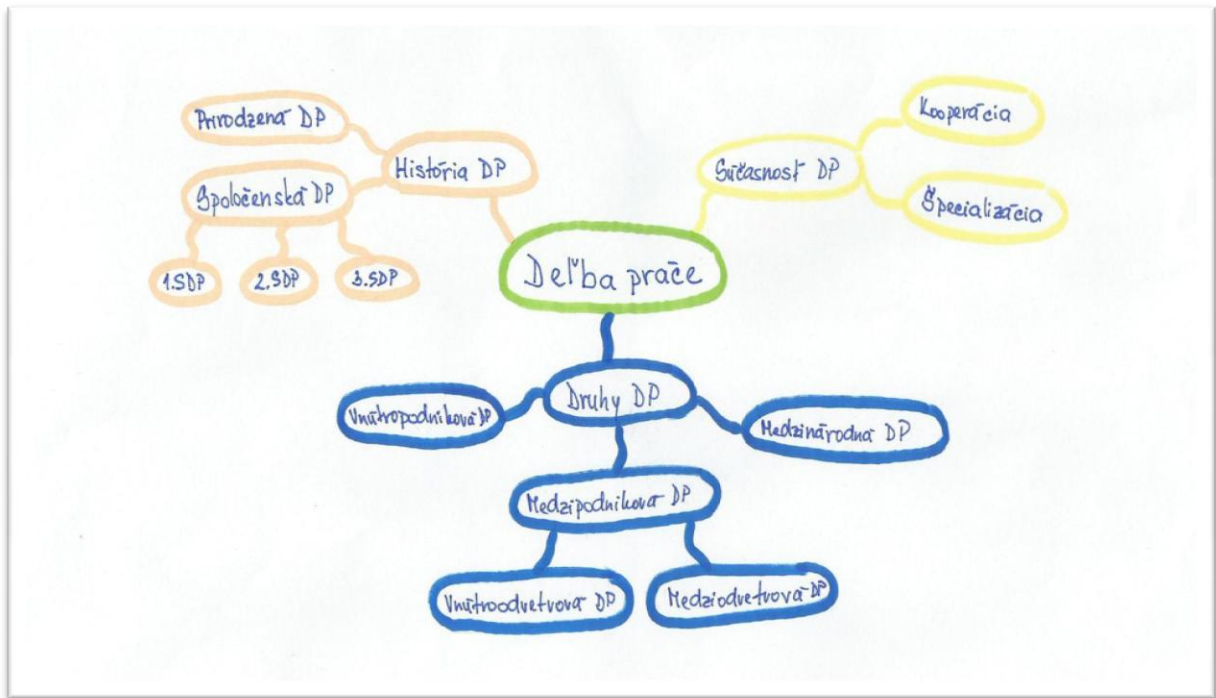 Prirodzená DP
História DP
Spoločenská DP
1.SDP
2.SDP
3.SDP
Súčasnosť DP
Kooperácia
Špecializácia
Deľba práce
Druhy DP
Vnútropodniková DP
Medzinárodná DP
Medzipodniková DP
Vnútroodvetvová DP
Medziodvetvová DP